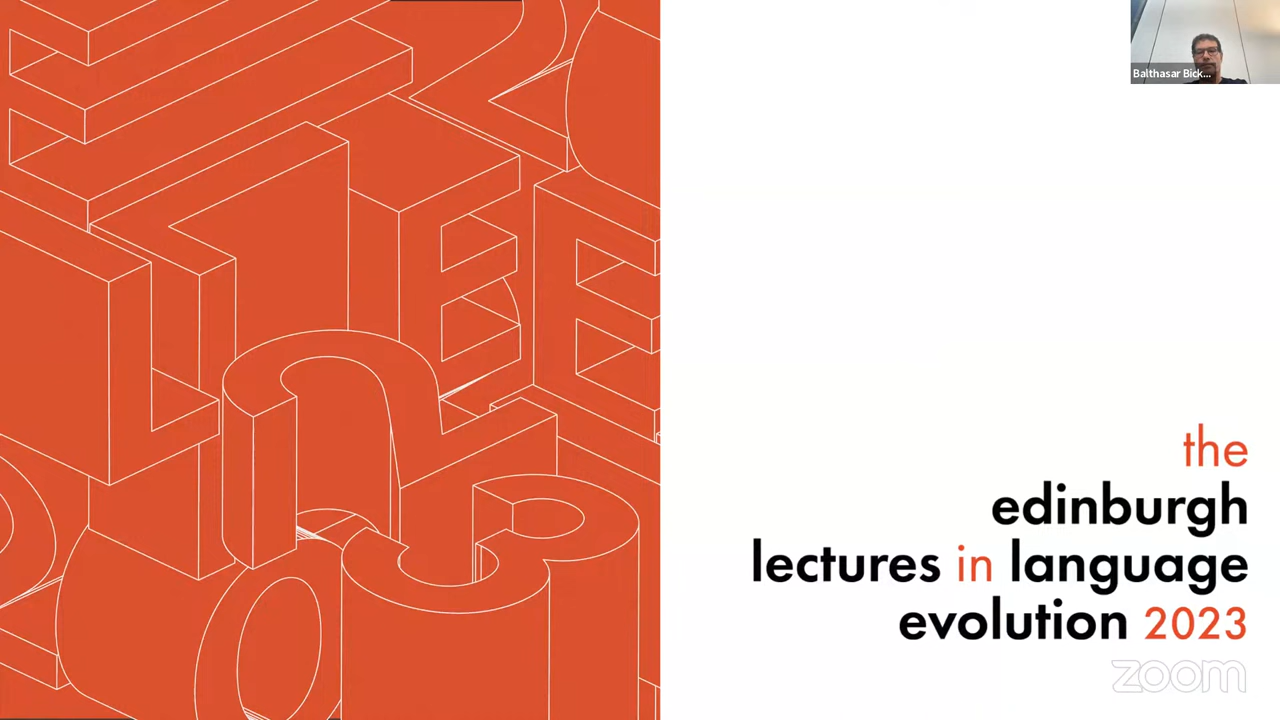 Balthasar Bick...
the
edinburgh
lectures in language
evolution 2023
zoom